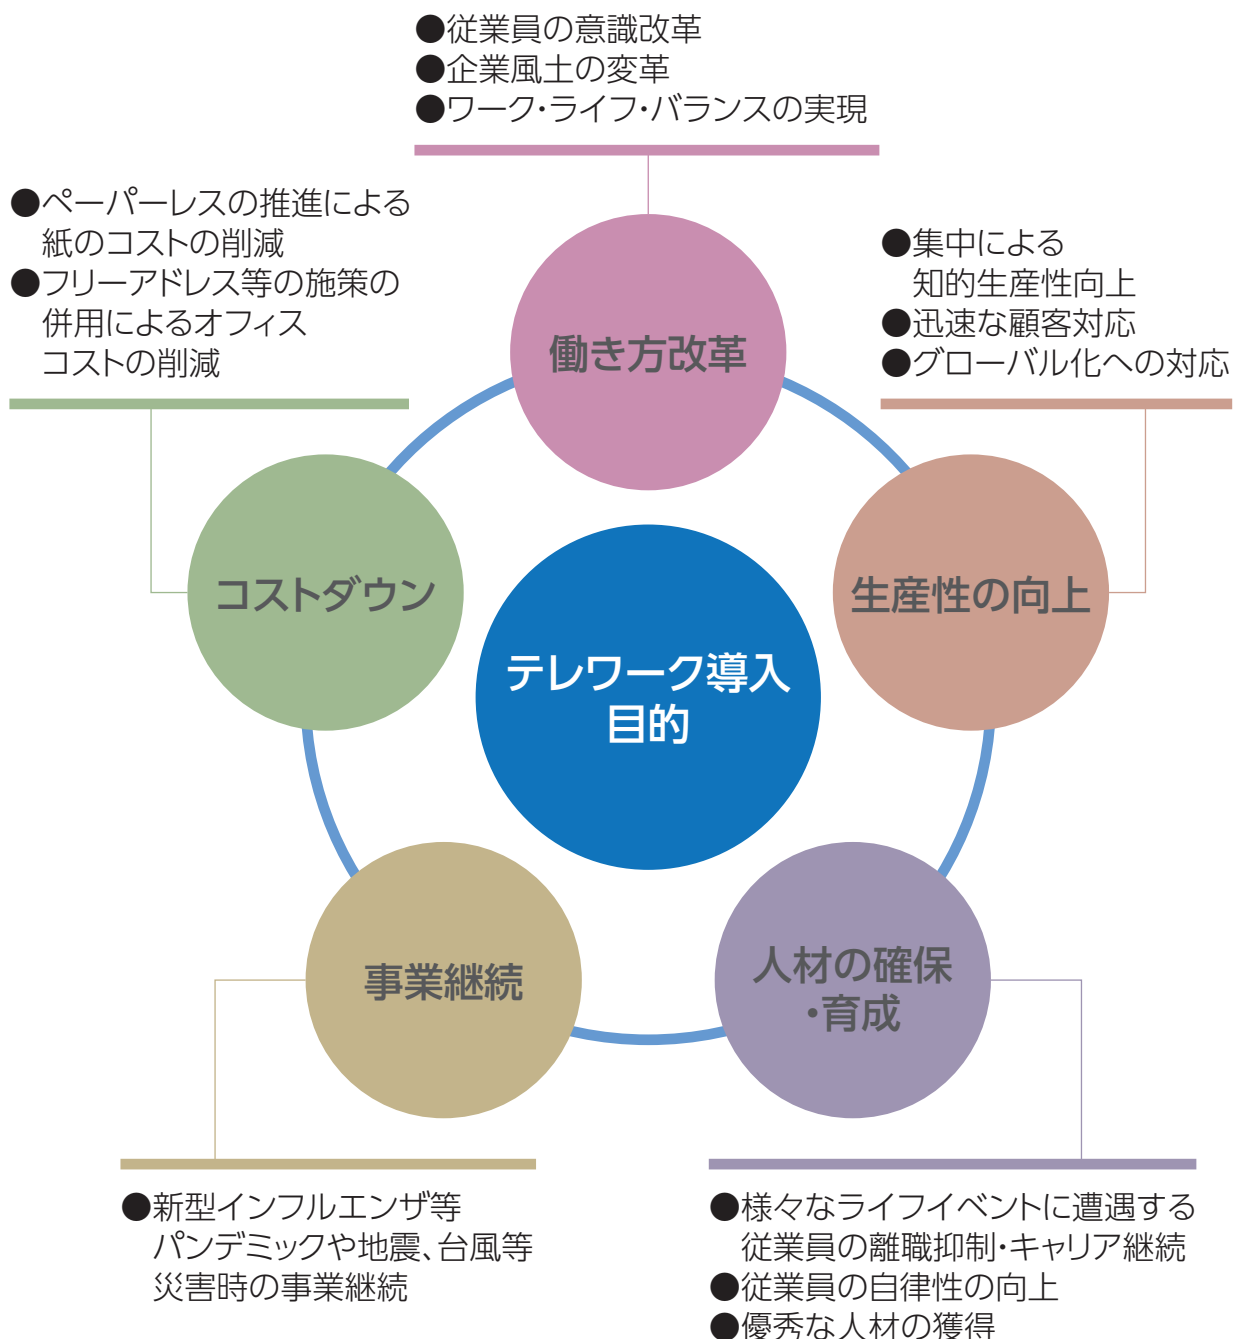 ●従業員の意識改革
●企業風土の変革
●ワーク・ライフ・バランスの実現
●ペーパーレスの推進による
紙のコストの削減
●フリーアドレス等の施策の
併用によるオフィス
コストの削減
●集中による
知的生産性向上
●迅速な顧客対応
●グローバル化への対応
働き方改革
コストダウン
生産性の向上
テレワーク導入
目的
事業継続
人材の確保
・育成
●新型インフルエンザ等
パンデミックや地震、台風等
災害時の事業継続
●様々なライフイベントに遭遇する
従業員の離職抑制・キャリア継続
●従業員の自律性の向上
●優秀な人材の獲得